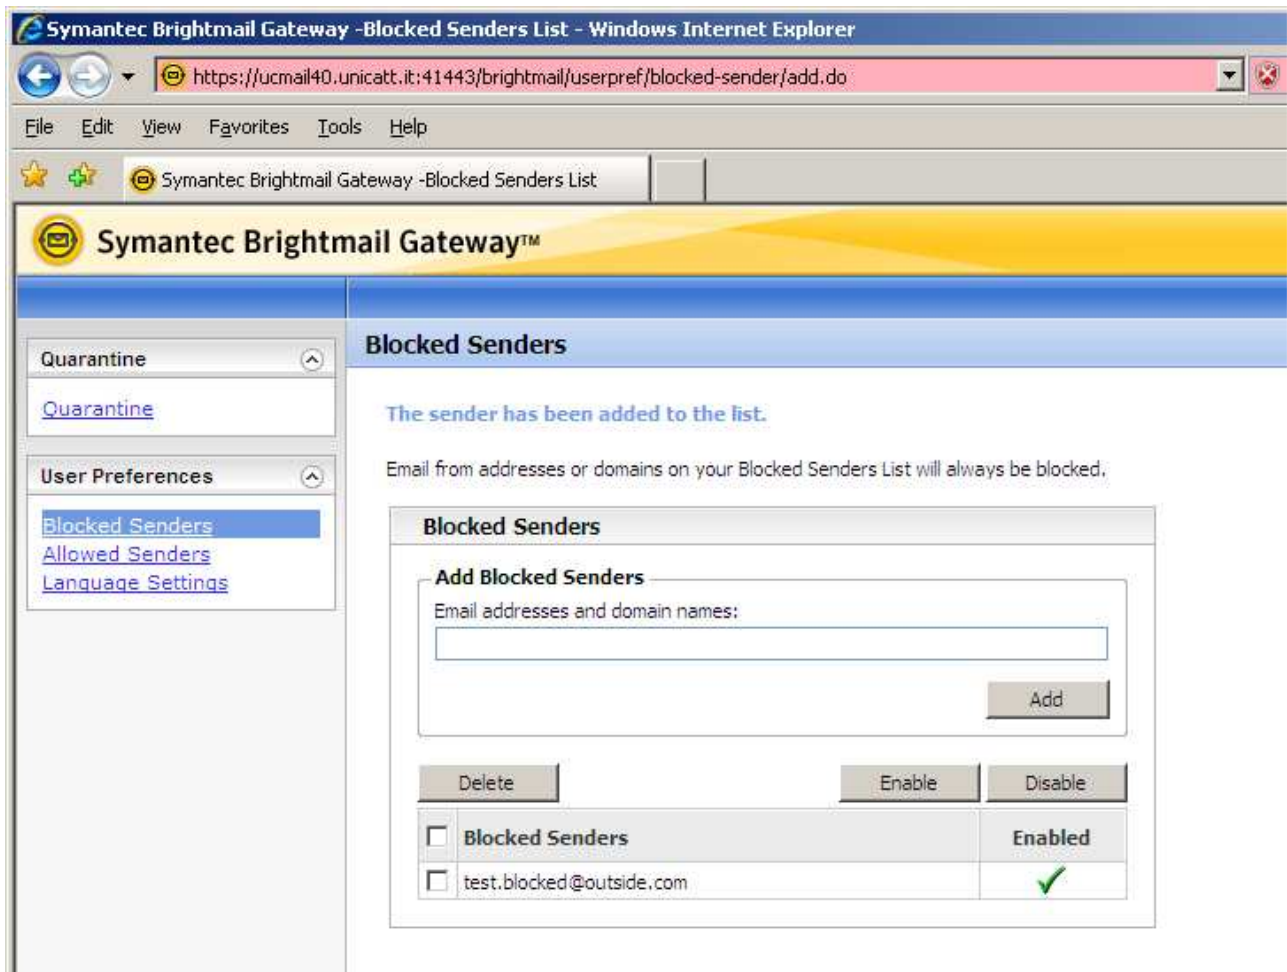 Symantec Brightmail Gateway -Blocked Senders List - Windows Internet Explorer
https://ucmail40.unicatt.it:41443/brightmail/userpref/blocked-sender/add.do
File Edit View Favorites Tools Help
Symantec Brightmail Gateway -Blocked Senders List
Symantec Brightmail Gateway™
Quarantine
Quarantine
User Preferences
Blocked Senders
Allowed Senders
Language Settings
Blocked Senders
The sender has been added to the list.
Email from addresses or domains on your Blocked Senders List will always be blocked.
Blocked Senders
Add Blocked Senders
Email addresses and domain names:
Add
Delete Enable Disable
Blocked Senders Enabled
test.blocked@outside.com